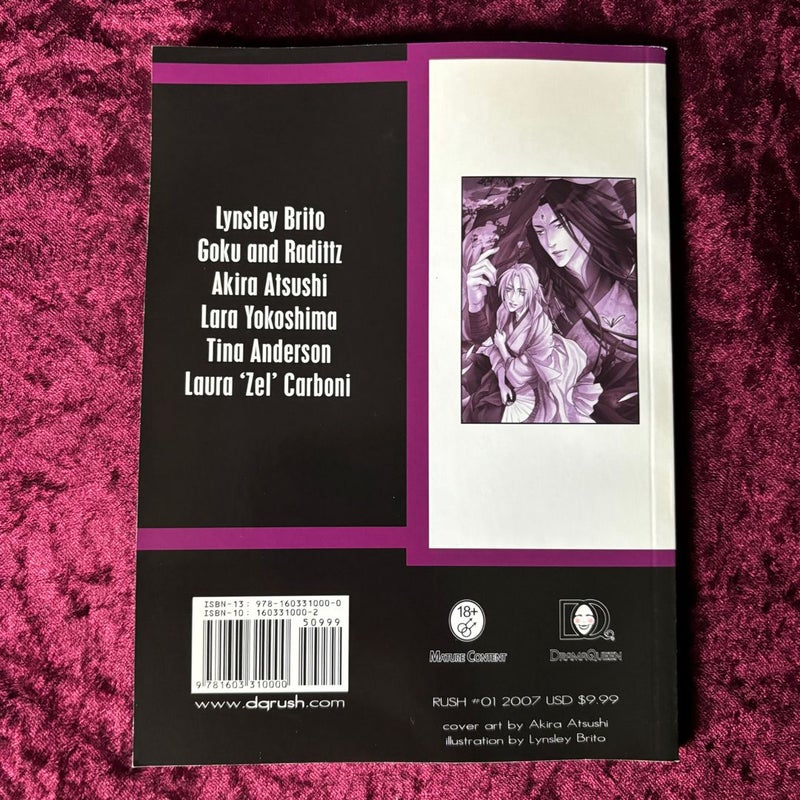 Lynsley Brito
Goku and Radittz
Akira Atsushi
Lara Yokoshima
Tina Anderson
Laura ‘Zel’ Carboni
ISBN-13: 978-160331000-0
ISBN-10: 160331000-2
50999
9 781603 310000
www.dqrush.com
18+
MATURE CONTENT
DQ
DRAMAQUEEN
RUSH #01 2007 USD $9.99
cover art by Akira Atsushi
illustration by Lynsley Brito